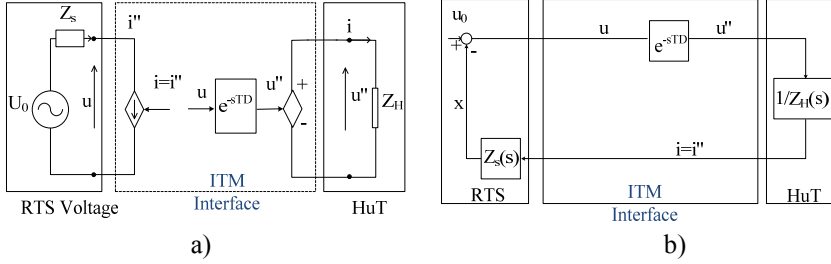 Zs
i"
U0
u
i=i"
u
e-sTD
u"
+
-
i
u"
ZH
RTS Voltage
ITM
Interface
HuT
a)
u0
+
-
u
e-sTD
u"
x
1/ZH(s)
Zs(s)
i=i"
RTS
ITM
Interface
HuT
b)